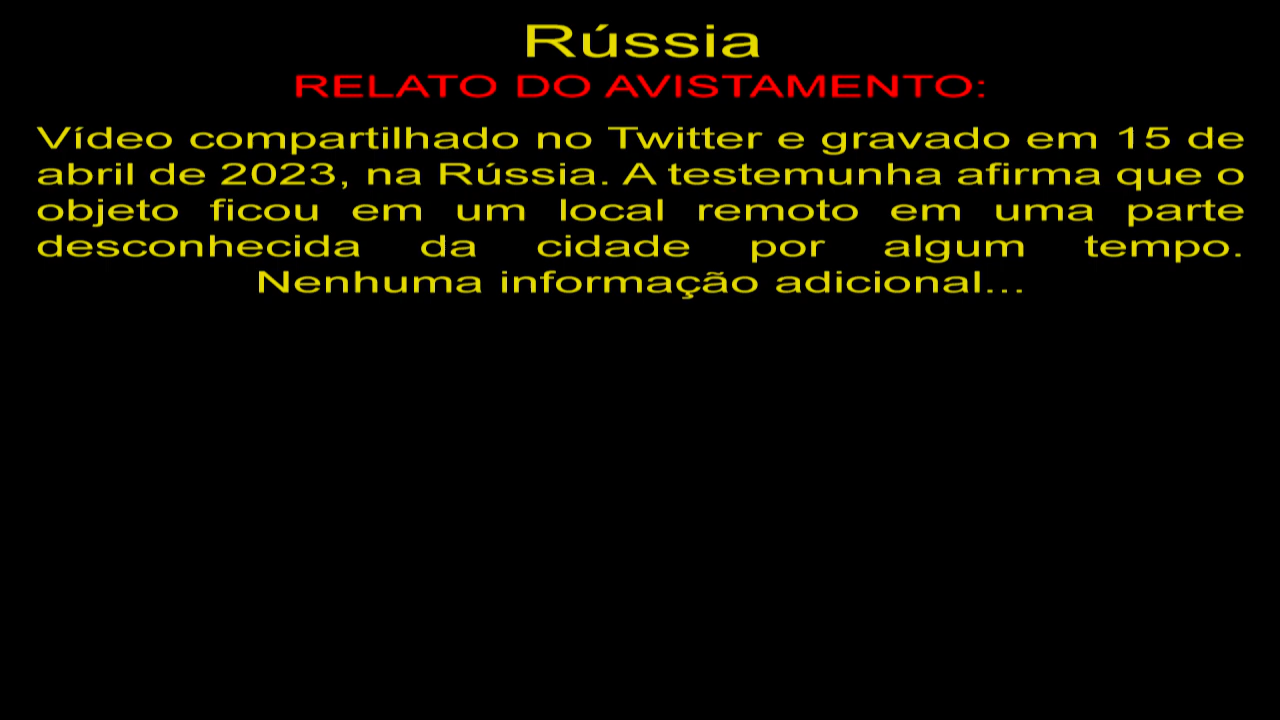 Rússia
RELATO DO AVISTAMENTO:
Vídeo compartilhado no Twitter e gravado em 15 de
abril de 2023, na Rússia. A testemunha afirma que o
objeto ficou em um local remoto em uma parte
desconhecida da cidade por algum tempo.
Nenhuma informação adicional...